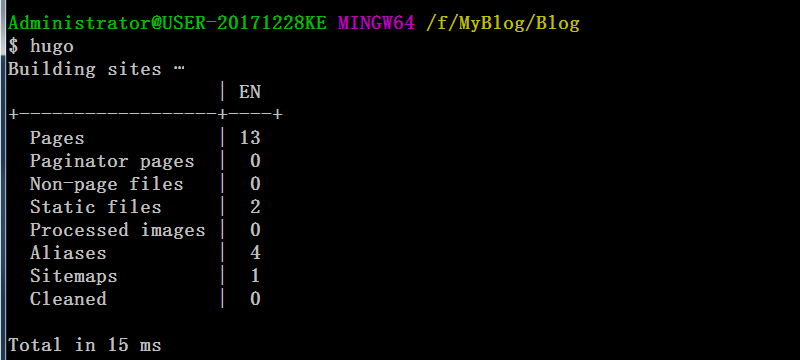 Administrator@USER-20171228KE MINGW64 /f/MyBlog/Blog
$ hugo
Building sites …
                   | EN
+------------------+----+
  Pages            | 13
  Paginator pages  |  0
  Non-page files   |  0
  Static files     |  2
  Processed images |  0
  Aliases          |  4
  Sitemaps         |  1
  Cleaned          |  0
Total in 15 ms